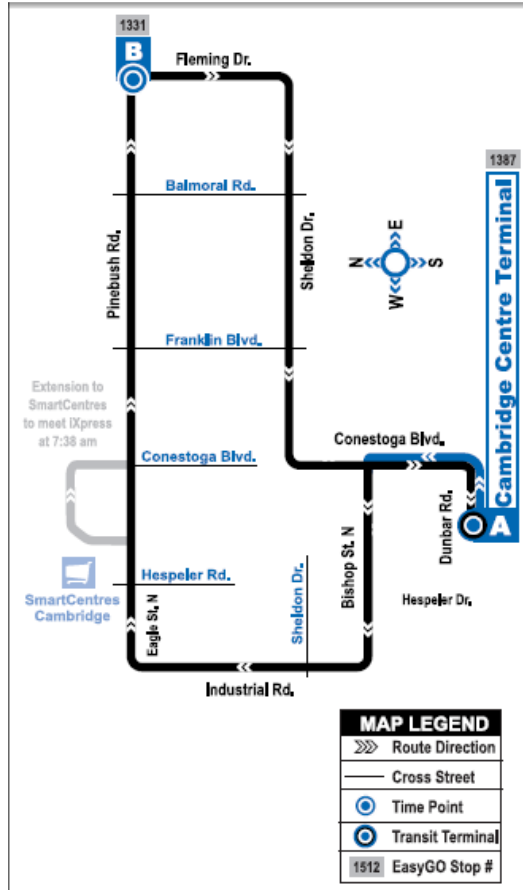 1331
B
Fleming Dr.
1387
Cambridge Centre Terminal
A
Balmoral Rd.
Pinebush Rd.
Sheldon Dr.
N
E
S
W
Franklin Blvd.
Extension to
SmartCentres
to meet iXpress
at 7:38 am
Conestoga Blvd.
Conestoga Blvd.
Dunbar Rd.
Hespeler Rd.
SmartCentres
Cambridge
Eagle St. N
Sheldon Dr.
Bishop St. N
Hespeler Dr.
Industrial Rd.
MAP LEGEND
Route Direction
Cross Street
Time Point
Transit Terminal
1512 EasyGO Stop #